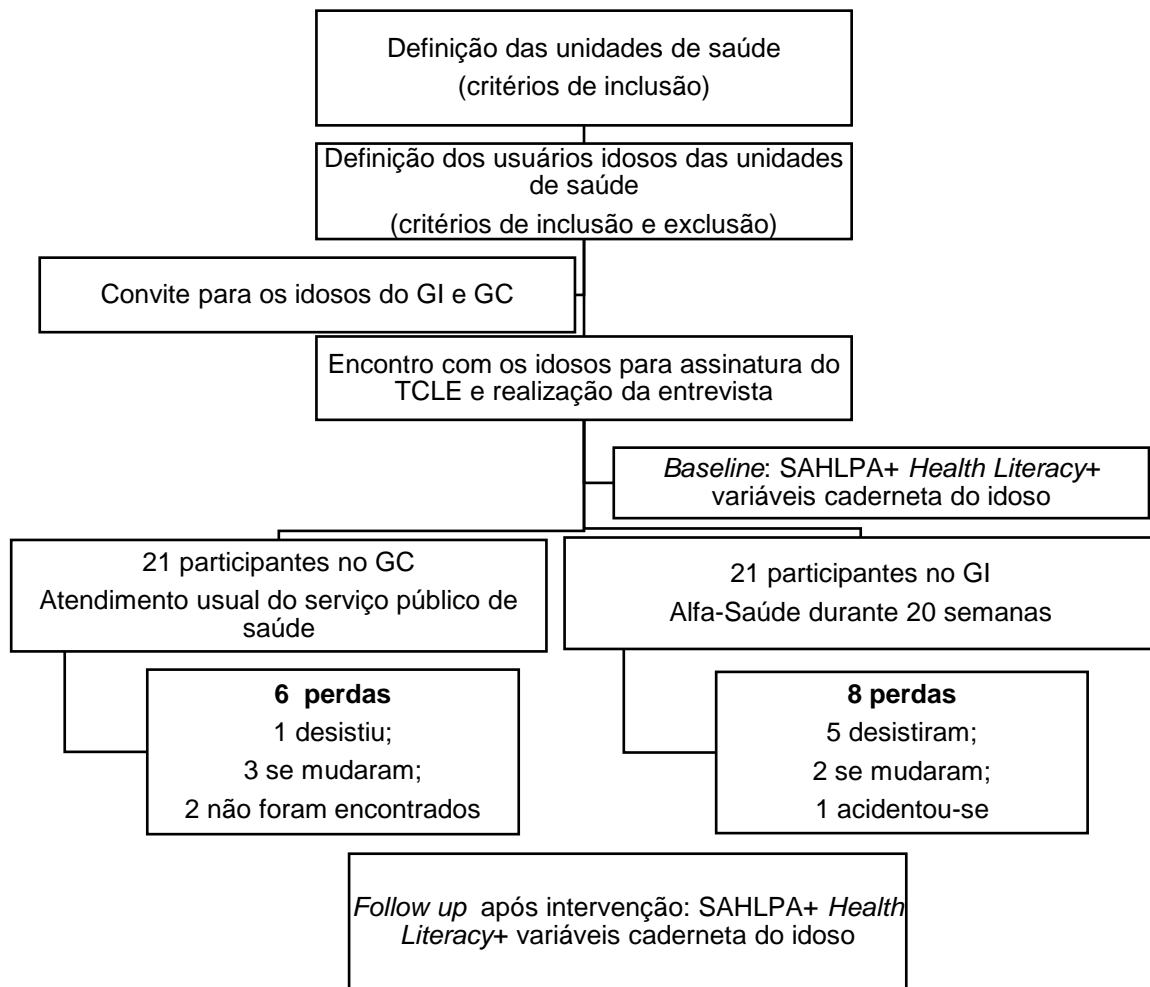 Definição das unidades de saúde
(critérios de inclusão)
Definição dos usuários idosos das unidades
de saúde
(critérios de inclusão e exclusão)
Convite para os idosos do GI e GC
Encontro com os idosos para assinatura do
TCLE e realização da entrevista
Baseline: SAHLPA+ Health Literacy+
variáveis caderneta do idoso
21 participantes no GC
Atendimento usual do serviço público de
saúde
21 participantes no GI
Alfa-Saúde durante 20 semanas
6 perdas
1 desistiu;
3 se mudaram;
2 não foram encontrados
8 perdas
5 desistiram;
2 se mudaram;
1 acidentou-se
Follow up após intervenção: SAHLPA+ Health
Literacy+ variáveis caderneta do idoso